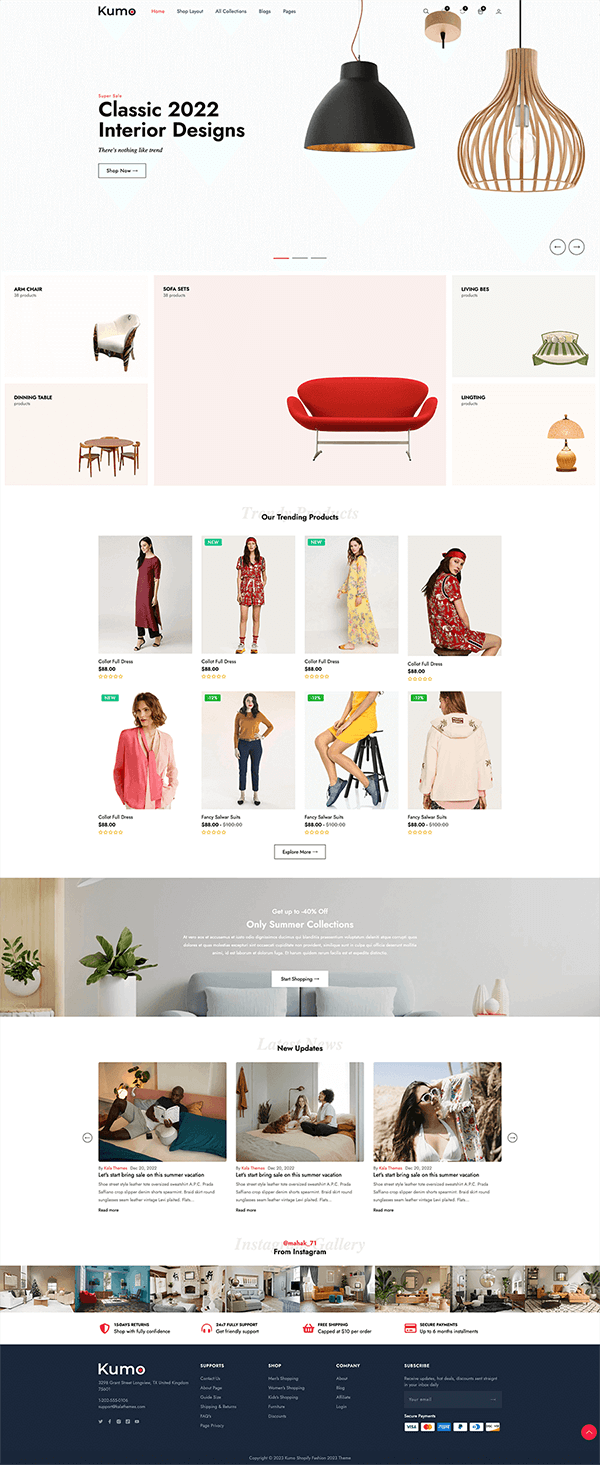 Kumo
Home Shop Layout All Collections Blogs Pages
Super Sale
Classic 2022
Interior Designs
There's nothing like trend
Shop Now →
ARM CHAIR
38 products
SOFA SETS
38 products
LIVING BES
products
DINNING TABLE
products
LINGTING
products
Trendy Products
Our Trending Products
NEW
NEW
Collot Full Dress
Collot Full Dress
Collot Full Dress
Collot Full Dress
$88.00
$88.00
$88.00
$88.00
NEW
-12%
-12%
-12%
Collot Full Dress
Fancy Salwar Suits
Fancy Salwar Suits
Fancy Salwar Suits
$88.00
$88.00 - $100.00
$88.00 - $100.00
$88.00 - $100.00
Explore More →
Get up to -40% Off
Only Summer Collections
At vero eos et accusamus et iusto odio dignissimos ducimus qui blanditiis praesentium voluptatum deleniti atque corrupti quos
dolores et quas molestias excepturi sint occaecati cupiditate non provident, similique sunt in culpa qui officia deserunt mollitia
animi, id est laborum et dolorum fuga. Et harum quidem rerum facilis est et expedita distinctio.
Start Shopping →
Latest News
New Updates
By Kala Themes Dec 20, 2022
Let's start bring sale on this summer vacation
Shoe street style leather tote oversized sweatshirt A.P.C. Prada
Saffiano crop slipper denim shorts spearmint. Braid skirt round
sunglasses seam leather vintage Levi plaited. Flats...
Read more
By Kala Themes Dec 20, 2022
Let's start bring sale on this summer vacation
Shoe street style leather tote oversized sweatshirt A.P.C. Prada
Saffiano crop slipper denim shorts spearmint. Braid skirt round
sunglasses seam leather vintage Levi plaited. Flats...
Read more
By Kala Themes Dec 20, 2022
Let's start bring sale on this summer vacation
Shoe street style leather tote oversized sweatshirt A.P.C. Prada
Saffiano crop slipper denim shorts spearmint. Braid skirt round
sunglasses seam leather vintage Levi plaited. Flats...
Read more
Instagram Gallery
@mahak_71
From Instagram
15-DAYS RETURNS
Shop with fully confidence
24x7 FULLY SUPPORT
Get friendly support
FREE SHIPPING
Capped at $10 per order
SECURE PAYMENTS
Up to 6 months installments
Kumo
3298 Grant Street Longview, TX United Kingdom
75601
1-202-555-0106
support@kalathemes.com
SUPPORTS
Contact Us
About Page
Guide Size
Shipping & Returns
FAQ's
Page Privacy
SHOP
Men's Shopping
Women's Shopping
Kid's Shopping
Furniture
Discounts
COMPANY
About
Blog
Affiliate
Login
SUBSCRIBE
Receive updates, hot deals, discounts sent straignt
in your inbox daily
Your email →
Secure Payments
VISA PayPal
Copyright © 2023 Kumo Shopify Fashion 2023 Theme